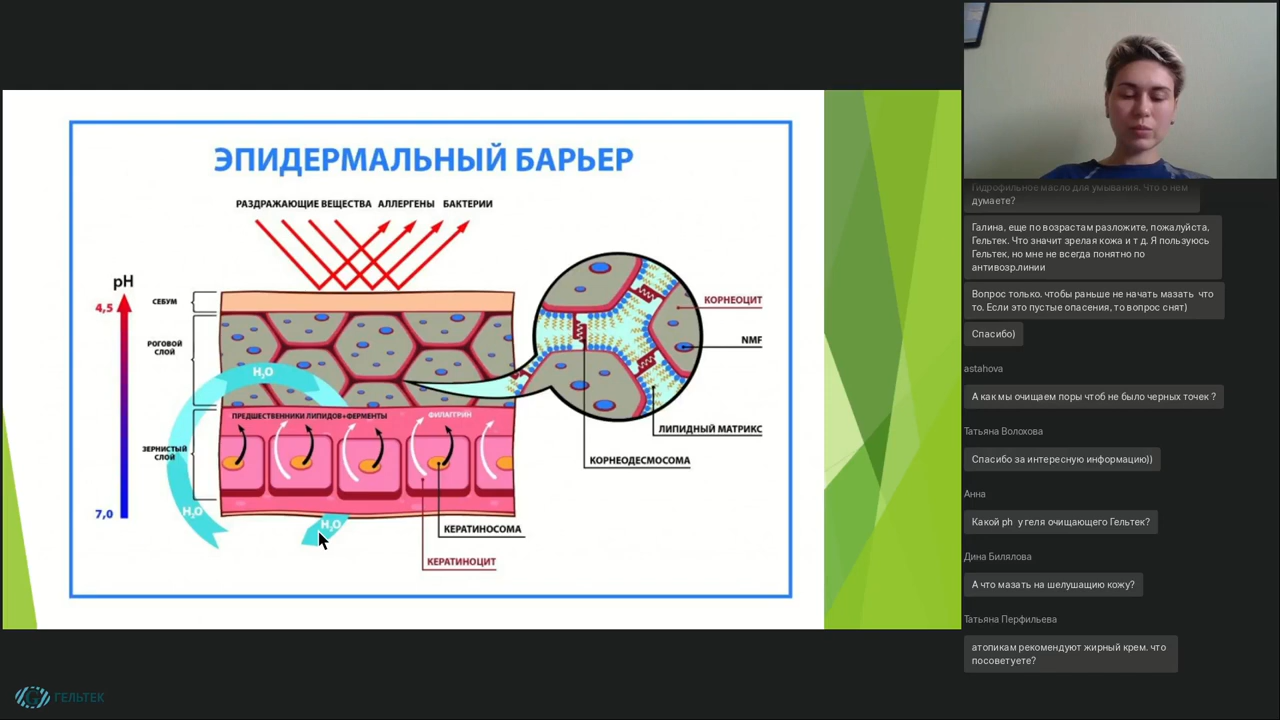 ЭПИДЕРМАЛЬНЫЙ БАРЬЕР
РАЗДРАЖАЮЩИЕ ВЕЩЕСТВА АЛЛЕРГЕНЫ БАКТЕРИИ
pH
4,5
СЕБУМ
РОГОВОЙ
СЛОЙ
H₂O
КОРНЕОЦИТ
NMF
ЛИПИДНЫЙ МАТРИКС
КОРНЕОДЕСМОСОМА
ПРЕДШЕСТВЕННИКИ ЛИПИДОВ+ФЕРМЕНТЫ
ФИЛАГГРИН
ЗЕРНИСТЫЙ
СЛОЙ
7,0
H₂O
H₂O
КЕРАТИНОСОМА
КЕРАТИНОЦИТ
Гидрофильное масло для умывания. Что о нем
думаете?
Галина, еще по возрастам разложите, пожалуйста,
Гельтек. Что значит зрелая кожа и т д. Я пользуюсь
Гельтек. но мне не всегда понятно по
антивозр.линии
Вопрос только. чтобы раньше не начать мазать что
то. Если это пустые опасения, то вопрос снят)
Спасибо)
astahova
А как мы очищаем поры чтоб не было черных точек ?
Татьяна Волохова
Спасибо за интересную информацию))
Анна
Какой ph у геля очищающего Гельтек?
Дина Билялова
А что мазать на шелушащию кожу?
Татьяна Перфильева
атопикам рекомендуют жирный крем. что
посоветуете?
ГЕЛЬТЕК